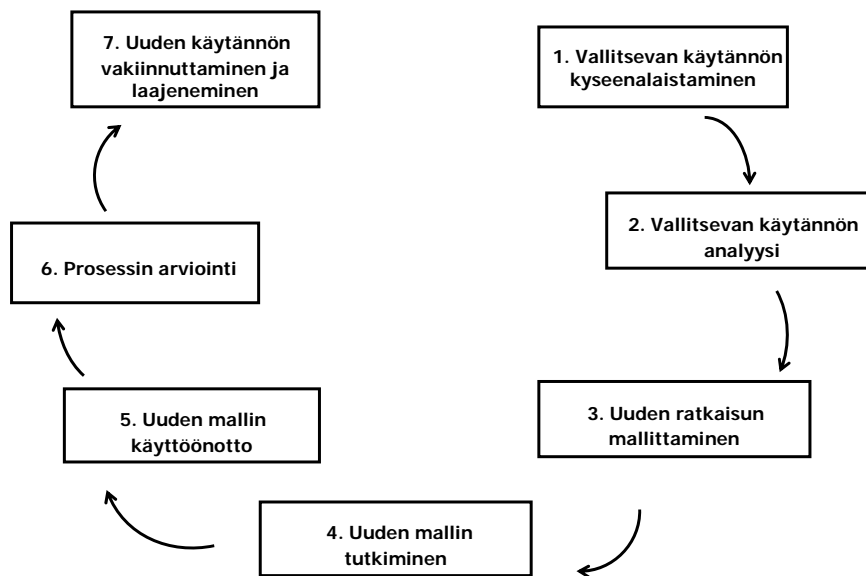 1. Vallitsevan käytännön
kyseenalaistaminen
2. Vallitsevan käytännön
analyysi
3. Uuden ratkaisun
mallittaminen
4. Uuden mallin
tutkiminen
5. Uuden mallin
käyttöönotto
6. Prosessin arviointi
7. Uuden käytännön
vakiinnuttaminen ja
laajeneminen